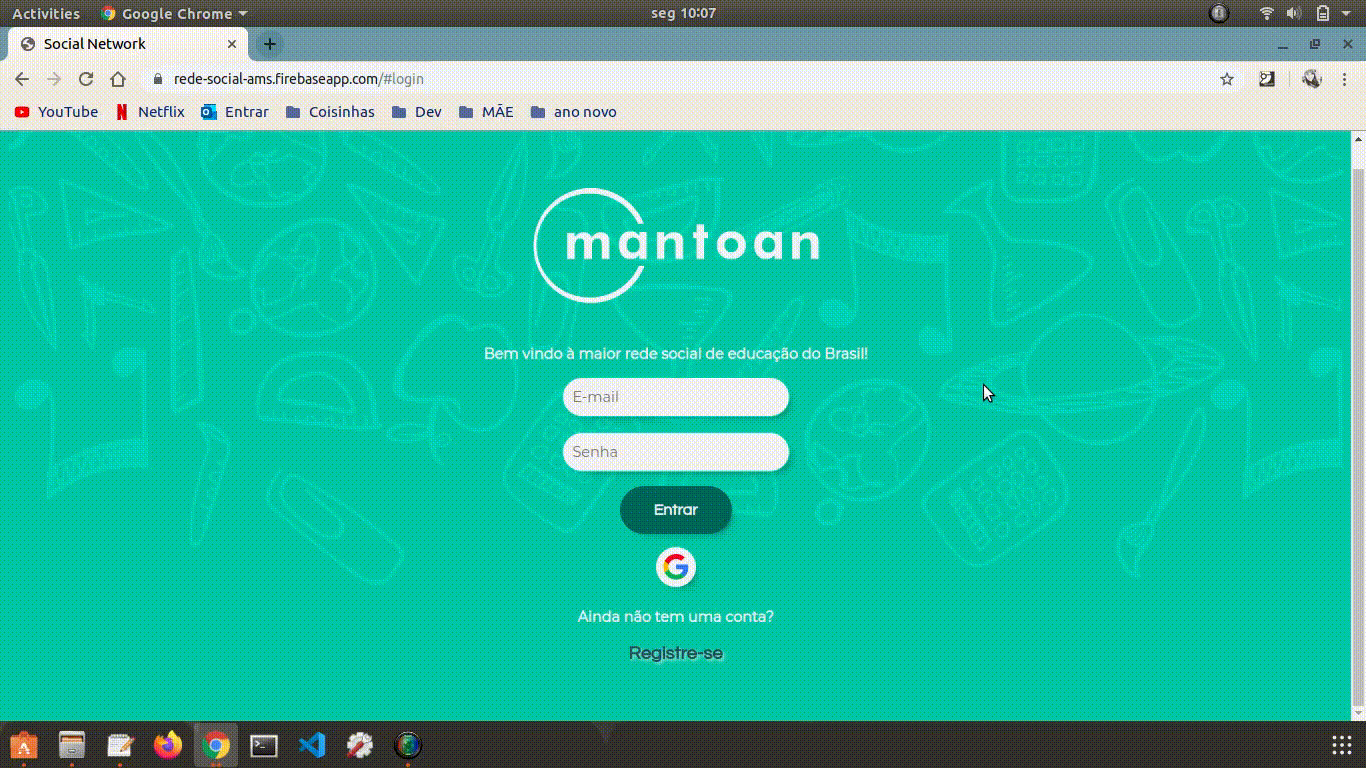 Activities Google Chrome seg 10:07
Social Network
rede-social-ams.firebaseapp.com/#login
YouTube Netflix Entrar Coisinhas Dev MÃE ano novo
mantoan
Bem vindo à maior rede social de educação do Brasil!
E-mail
Senha
Entrar
Ainda não tem uma conta?
Registre-se